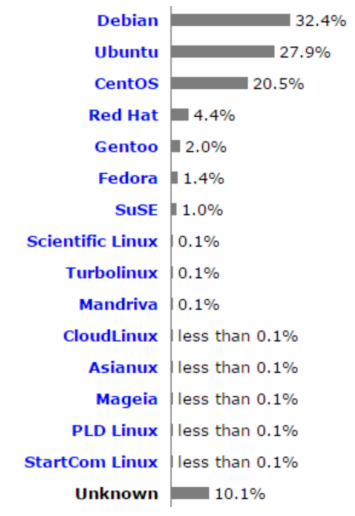 Debian 32.4%
Ubuntu 27.9%
CentOS 20.5%
Red Hat 4.4%
Gentoo 2.0%
Fedora 1.4%
SuSE 1.0%
Scientific Linux 0.1%
Turbolinux 0.1%
Mandriva 0.1%
CloudLinux less than 0.1%
Asianux less than 0.1%
Mageia less than 0.1%
PLD Linux less than 0.1%
StartCom Linux less than 0.1%
Unknown 10.1%